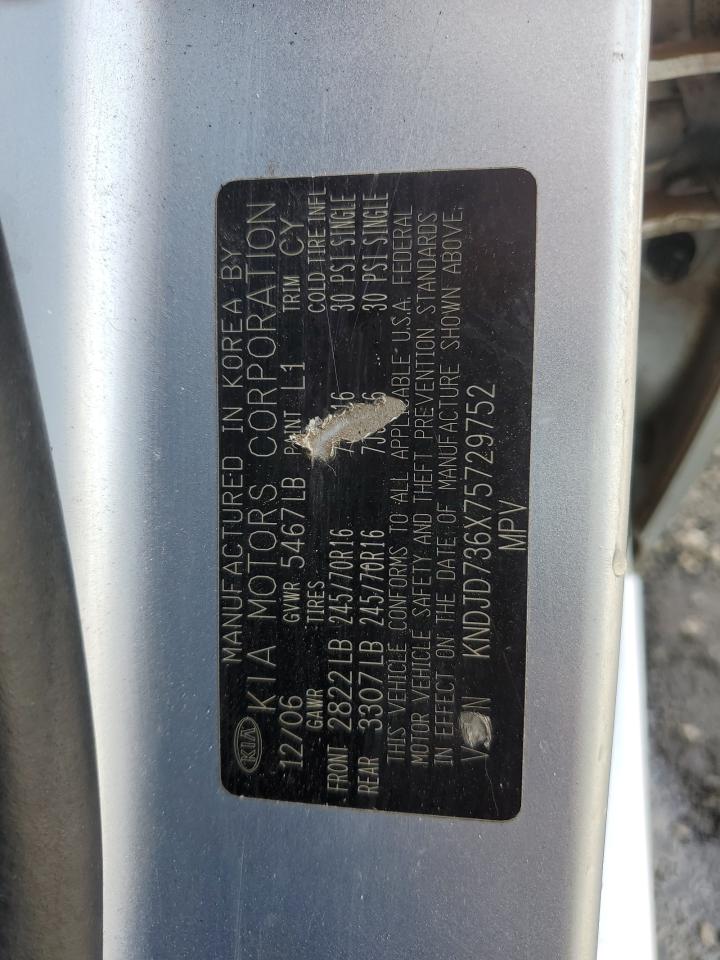 MANUFACTURED IN KOREA BY
KIA KIA MOTORS CORPORATION
12/06 GVWR 5467LB PAINT L1 TRIM CY
GAWR TIRES COLD TIRE INFL
FRONT 2822LB 245/70R16 30 PSI SINGLE
REAR 3307LB 245/70R16 30 PSI SINGLE
THIS VEHICLE CONFORMS TO ALL APPLICABLE U.S.A. FEDERAL
MOTOR VEHICLE SAFETY AND THEFT PREVENTION STANDARDS
IN EFFECT ON THE DATE OF MANUFACTURE SHOWN ABOVE.
KNDJD736X75729752
MPV